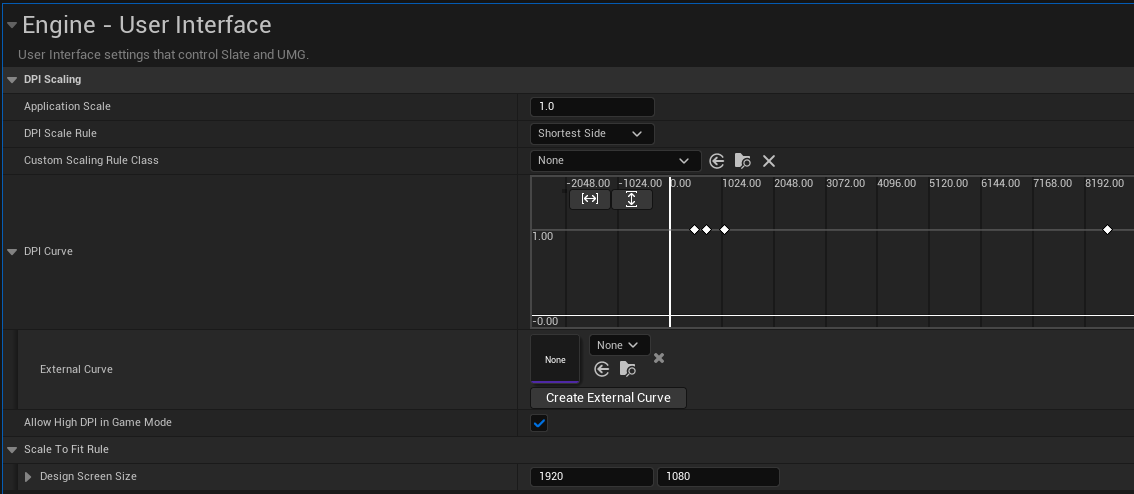 Engine - User Interface
User Interface settings that control Slate and UMG.
DPI Scaling
Application Scale 1.0
DPI Scale Rule Shortest Side
Custom Scaling Rule Class None
-2048.00 -1024.00 0.00 1024.00 2048.00 3072.00 4096.00 5120.00 6144.00 7168.00 8192.00
1.00
DPI Curve
-0.00
None
External Curve None
Create External Curve
Allow High DPI in Game Mode
Scale To Fit Rule
Design Screen Size 1920 1080